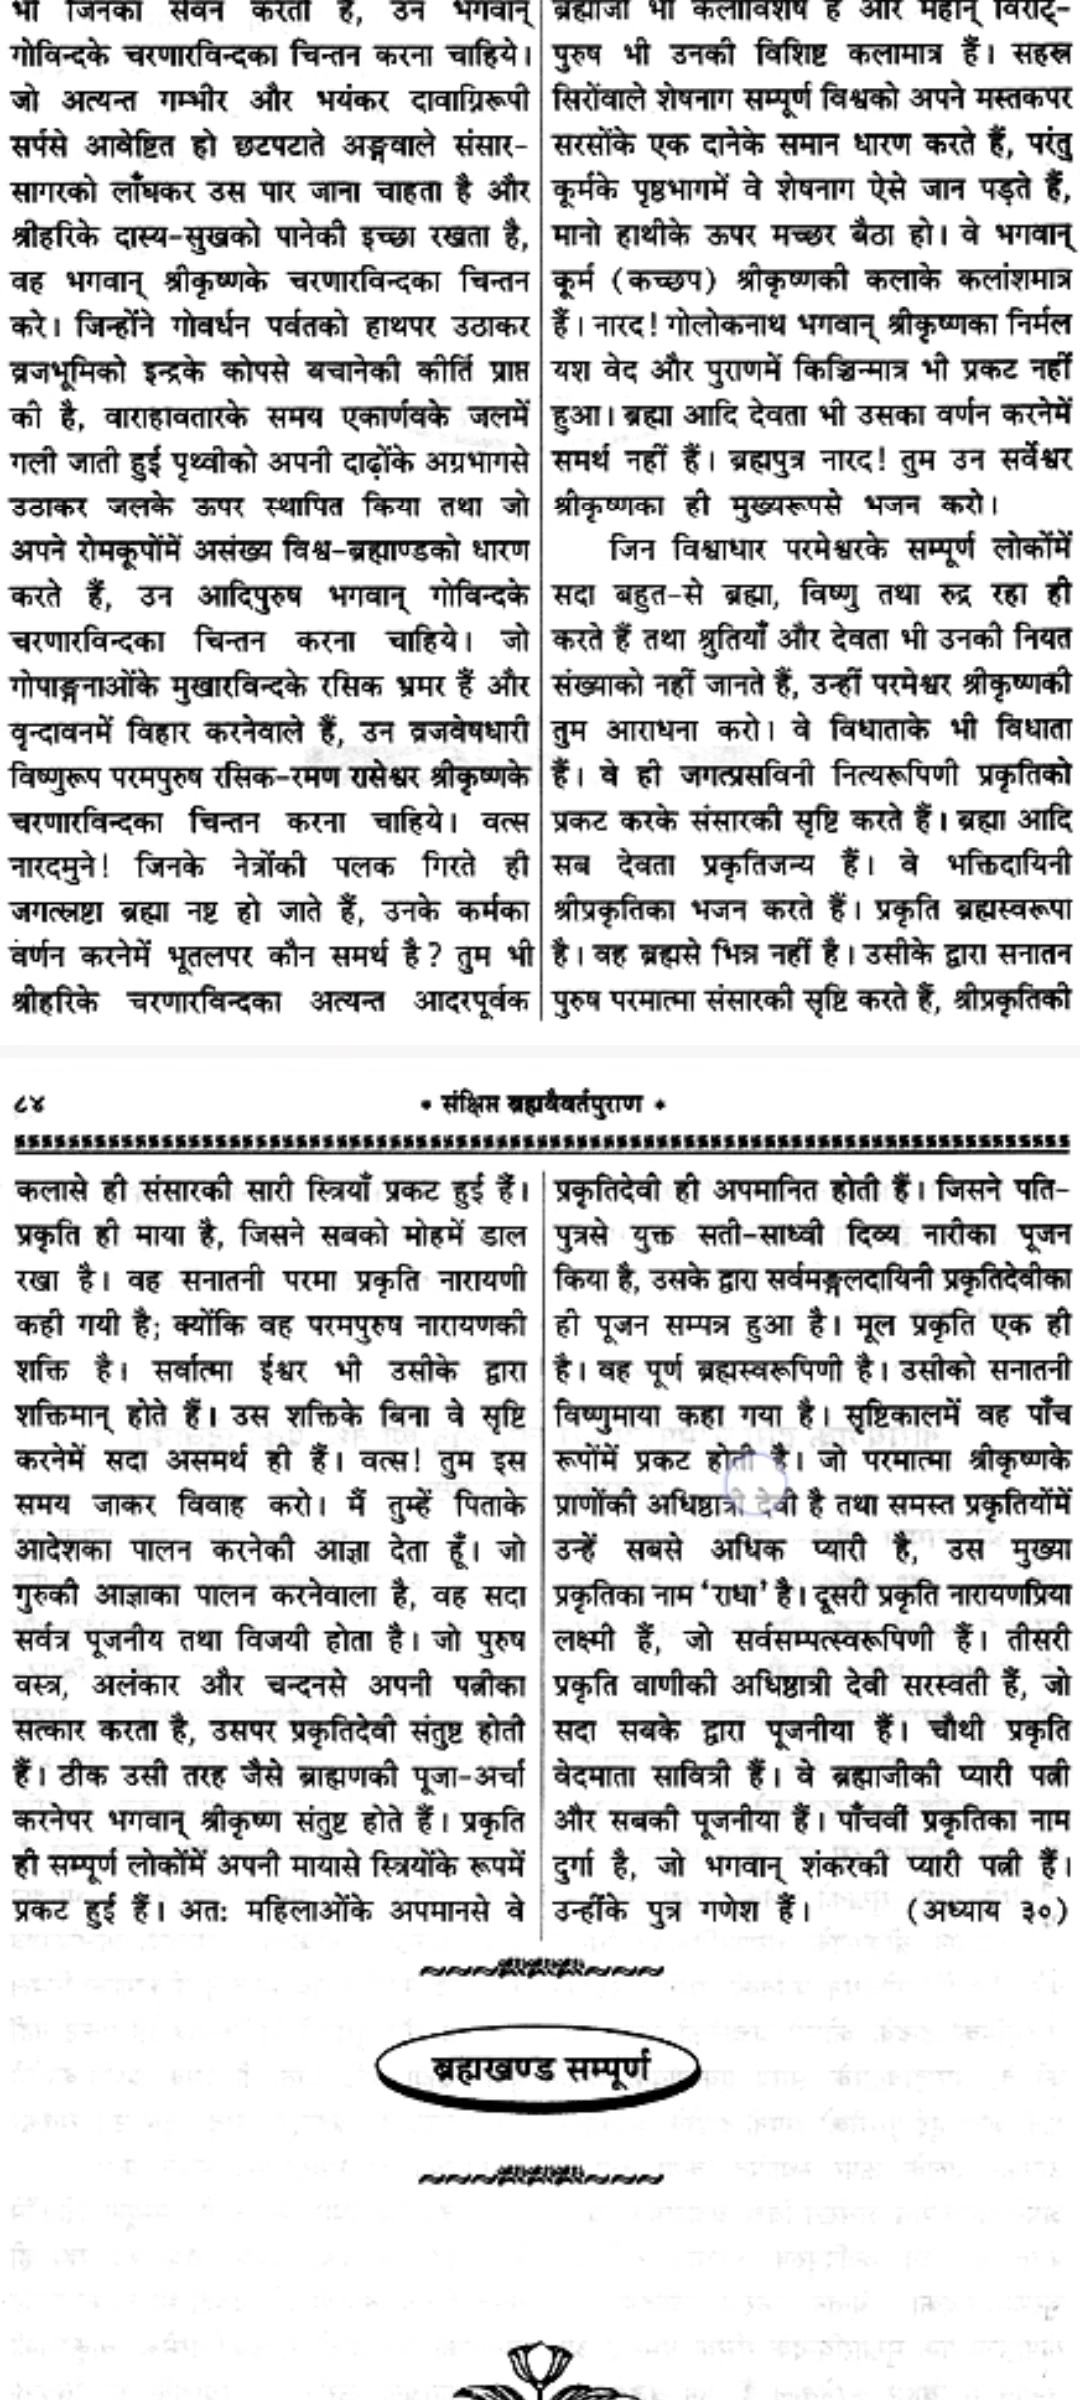 भी जिनका सेवन करती है, उन भगवान्
गोविन्दके चरणारविन्दका चिन्तन करना चाहिये।
जो अत्यन्त गम्भीर और भयंकर दावाग्निरूपी
सर्पसे आवेष्टित हो छटपटाते अङ्गवाले संसार-
सागरको लाँघकर उस पार जाना चाहता है और
श्रीहरिके दास्य-सुखको पानेकी इच्छा रखता है,
वह भगवान् श्रीकृष्णके चरणारविन्दका चिन्तन
करे। जिन्होंने गोवर्धन पर्वतको हाथपर उठाकर
व्रजभूमिको इन्द्रके कोपसे बचानेकी कीर्ति प्राप्त
की है, वाराहावतारके समय एकार्णवके जलमें
गली जाती हुई पृथ्वीको अपनी दाढ़ोंके अग्रभागसे
उठाकर जलके ऊपर स्थापित किया तथा जो
अपने रोमकूपोंमें असंख्य विश्व-ब्रह्माण्डको धारण
करते हैं, उन आदिपुरुष भगवान् गोविन्दके
चरणारविन्दका चिन्तन करना चाहिये। जो
गोपाङ्गनाओंके मुखारविन्दके रसिक भ्रमर हैं और
वृन्दावनमें विहार करनेवाले हैं, उन व्रजवेषधारी
विष्णुरूप परमपुरुष रसिक-रमण रासेश्वर श्रीकृष्णके
चरणारविन्दका चिन्तन करना चाहिये। वत्स
नारदमुने! जिनके नेत्रोंकी पलक गिरते ही
जगत्स्रष्टा ब्रह्मा नष्ट हो जाते हैं, उनके कर्मका
वर्णन करनेमें भूतलपर कौन समर्थ है? तुम भी
श्रीहरिके चरणारविन्दका अत्यन्त आदरपूर्वक
ब्रह्माजी भी कलाविशेष हैं और महान् विराट्-
पुरुष भी उनकी विशिष्ट कलामात्र हैं। सहस्र
सिरोंवाले शेषनाग सम्पूर्ण विश्वको अपने मस्तकपर
सरसोंके एक दानेके समान धारण करते हैं, परंतु
कूर्मके पृष्ठभागमें वे शेषनाग ऐसे जान पड़ते हैं,
मानो हाथीके ऊपर मच्छर बैठा हो। वे भगवान्
कूर्म (कच्छप) श्रीकृष्णकी कलाके कलांशमात्र
हैं। नारद! गोलोकनाथ भगवान् श्रीकृष्णका निर्मल
यश वेद और पुराणमें किञ्चिन्मात्र भी प्रकट नहीं
हुआ। ब्रह्मा आदि देवता भी उसका वर्णन करनेमें
समर्थ नहीं हैं। ब्रह्मपुत्र नारद! तुम उन सर्वेश्वर
श्रीकृष्णका ही मुख्यरूपसे भजन करो।
जिन विश्वाधार परमेश्वरके सम्पूर्ण लोकोंमें
सदा बहुत-से ब्रह्मा, विष्णु तथा रुद्र रहा ही
करते हैं तथा श्रुतियाँ और देवता भी उनकी नियत
संख्याको नहीं जानते हैं, उन्हीं परमेश्वर श्रीकृष्णकी
तुम आराधना करो। वे विधाताके भी विधाता
हैं। वे ही जगत्प्रसविनी नित्यरूपिणी प्रकृतिको
प्रकट करके संसारकी सृष्टि करते हैं। ब्रह्मा आदि
सब देवता प्रकृतिजन्य हैं। वे भक्तिदायिनी
श्रीप्रकृतिका भजन करते हैं। प्रकृति ब्रह्मस्वरूपा
है। वह ब्रह्मसे भिन्न नहीं है। उसीके द्वारा सनातन
पुरुष परमात्मा संसारकी सृष्टि करते हैं, श्रीप्रकृतिकी
८४
• संक्षिप्त ब्रह्मवैवर्तपुराण •
कलासे ही संसारकी सारी स्त्रियाँ प्रकट हुई हैं।
प्रकृति ही माया है, जिसने सबको मोहमें डाल
रखा है। वह सनातनी परमा प्रकृति नारायणी
कही गयी है; क्योंकि वह परमपुरुष नारायणकी
शक्ति है। सर्वात्मा ईश्वर भी उसीके द्वारा
शक्तिमान् होते हैं। उस शक्तिके बिना वे सृष्टि
करनेमें सदा असमर्थ ही हैं। वत्स! तुम इस
समय जाकर विवाह करो। मैं तुम्हें पिताके
आदेशका पालन करनेकी आज्ञा देता हूँ। जो
गुरुकी आज्ञाका पालन करनेवाला है, वह सदा
सर्वत्र पूजनीय तथा विजयी होता है। जो पुरुष
वस्त्र, अलंकार और चन्दनसे अपनी पत्नीका
सत्कार करता है, उसपर प्रकृतिदेवी संतुष्ट होती
हैं। ठीक उसी तरह जैसे ब्राह्मणकी पूजा-अर्चा
करनेपर भगवान् श्रीकृष्ण संतुष्ट होते हैं। प्रकृति
ही सम्पूर्ण लोकोंमें अपनी मायासे स्त्रियोंके रूपमें
प्रकट हुई हैं। अत: महिलाओंके अपमानसे वे
प्रकृतिदेवी ही अपमानित होती हैं। जिसने पति-
पुत्रसे युक्त सती-साध्वी दिव्य नारीका पूजन
किया है, उसके द्वारा सर्वमङ्गलदायिनी प्रकृतिदेवीका
ही पूजन सम्पन्न हुआ है। मूल प्रकृति एक ही
है। वह पूर्ण ब्रह्मस्वरूपिणी है। उसीको सनातनी
विष्णुमाया कहा गया है। सृष्टिकालमें वह पाँच
रूपोंमें प्रकट होती है। जो परमात्मा श्रीकृष्णके
प्राणोंकी अधिष्ठात्री देवी है तथा समस्त प्रकृतियोंमें
उन्हें सबसे अधिक प्यारी है, उस मुख्या
प्रकृतिका नाम ‘राधा’ है। दूसरी प्रकृति नारायणप्रिया
लक्ष्मी हैं, जो सर्वसम्पत्स्वरूपिणी हैं। तीसरी
प्रकृति वाणीकी अधिष्ठात्री देवी सरस्वती हैं, जो
सदा सबके द्वारा पूजनीया हैं। चौथी प्रकृति
वेदमाता सावित्री हैं। वे ब्रह्माजीकी प्यारी पत्नी
और सबकी पूजनीया हैं। पाँचवीं प्रकृतिका नाम
दुर्गा है, जो भगवान् शंकरकी प्यारी पत्नी हैं।
उन्हींके पुत्र गणेश हैं। (अध्याय ३०)
ब्रह्मखण्ड सम्पूर्ण